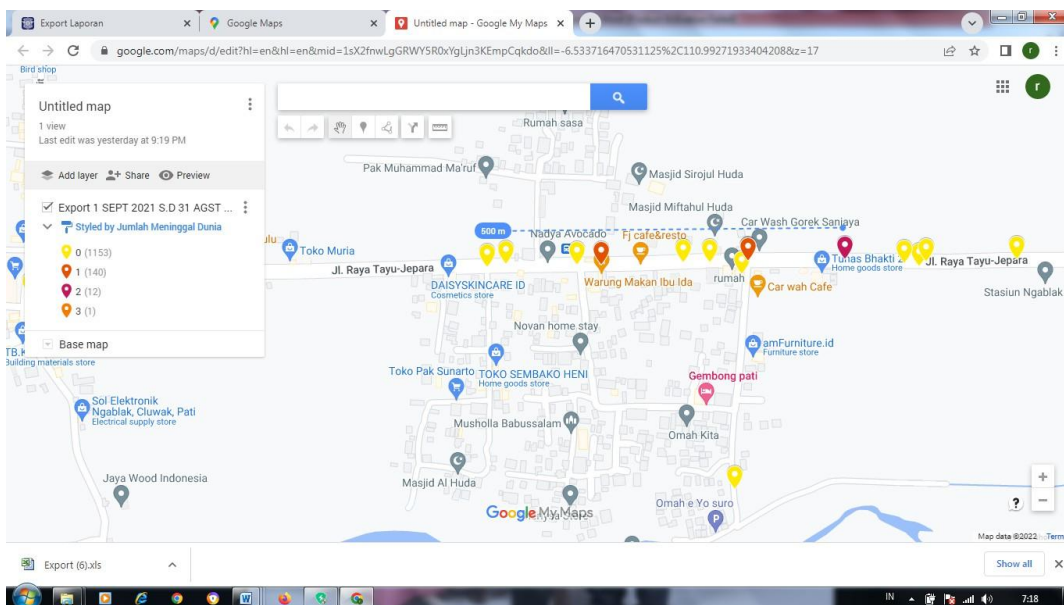 Export Laporan
Google Maps
Untitled map - Google My Maps
google.com/maps/d/edit?hl=en&hl=en&mid=1sX2fnwLgGRWY5R0xYgLjn3KEmpCqkdo&ll=-6.533716470531125%2C110.99271933404208&z=17
r
Bird shop
Untitled map
1 view
Last edit was yesterday at 9:19 PM
Add layer
Share
Preview
Export 1 SEPT 2021 S.D 31 AGST ...
Styled by Jumlah Meninggal Dunia
0 (1153)
1 (140)
2 (12)
3 (1)
Base map
r
Rumah sasa
Pak Muhammad Ma'ruf
Masjid Sirojul Huda
Masjid Miftahul Huda
Car Wash Gorek Sanjaya
500 m
Nadya Avocado
Fj cafe&resto
Toko Muria
Jl. Raya Tayu-Jepara
DAISYSKINCARE ID
Cosmetics store
Warung Makan Ibu Ida
rumah
Car wah Cafe
Tunas Bhakti 2
Home goods store
Jl. Raya Tayu-Jepara
Stasiun Ngablak
Novan home stay
amFurniture.id
Furniture store
TB.K
Building materials store
Toko Pak Sunarto
TOKO SEMBAKO HENI
Home goods store
Gembong pati
Sol Elektronik
Ngablak, Cluwak, Pati
Electrical supply store
Musholla Babussalam
Omah Kita
Jaya Wood Indonesia
Masjid Al Huda
Omah e Yo suro
P
Google My Maps
Map data ©2022
Term
Export (6).xls
Show all
IN
7:18